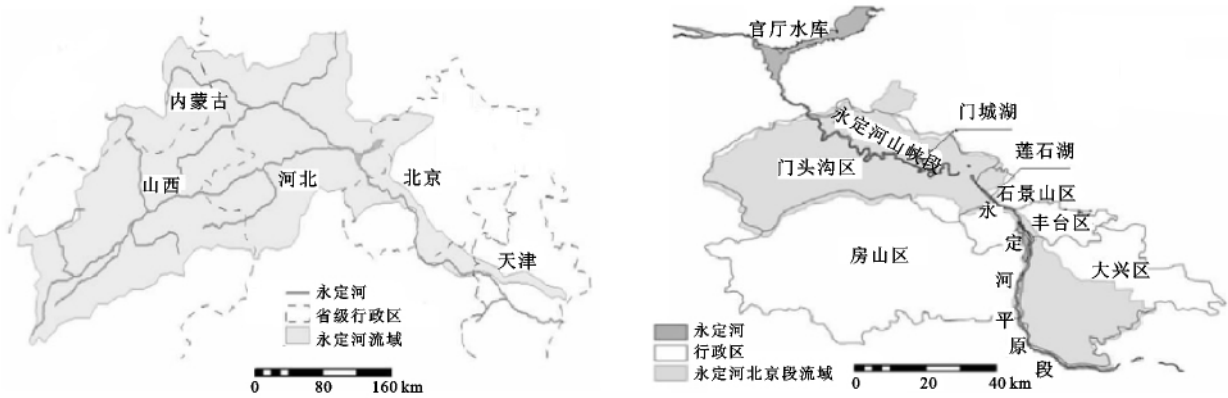 内蒙古
山西
河北
北京
天津
永定河
省级行政区
永定河流域
0 80 160 km
官厅水库
永定河山峡段
门城湖
门头沟区
莲石湖
石景山区
丰台区
房山区
大兴区
永定河平原段
永定河
行政区
永定河北京段流域
0 20 40 km